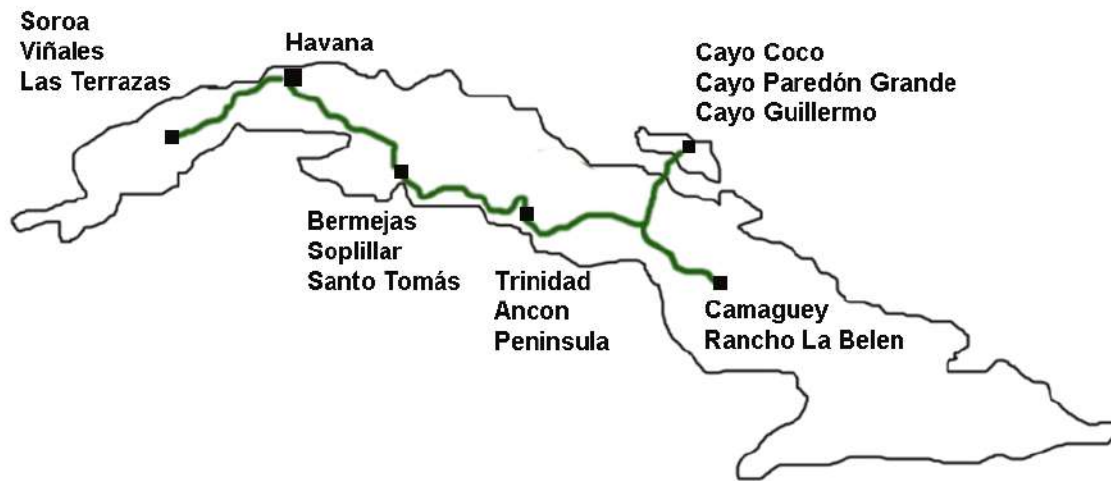 Soroa
Viñales
Las Terrazas
Havana
Cayo Coco
Cayo Paredón Grande
Cayo Guillermo
Bermejas
Soplillar
Santo Tomás
Trinidad
Ancon
Peninsula
Camaguey
Rancho La Belen